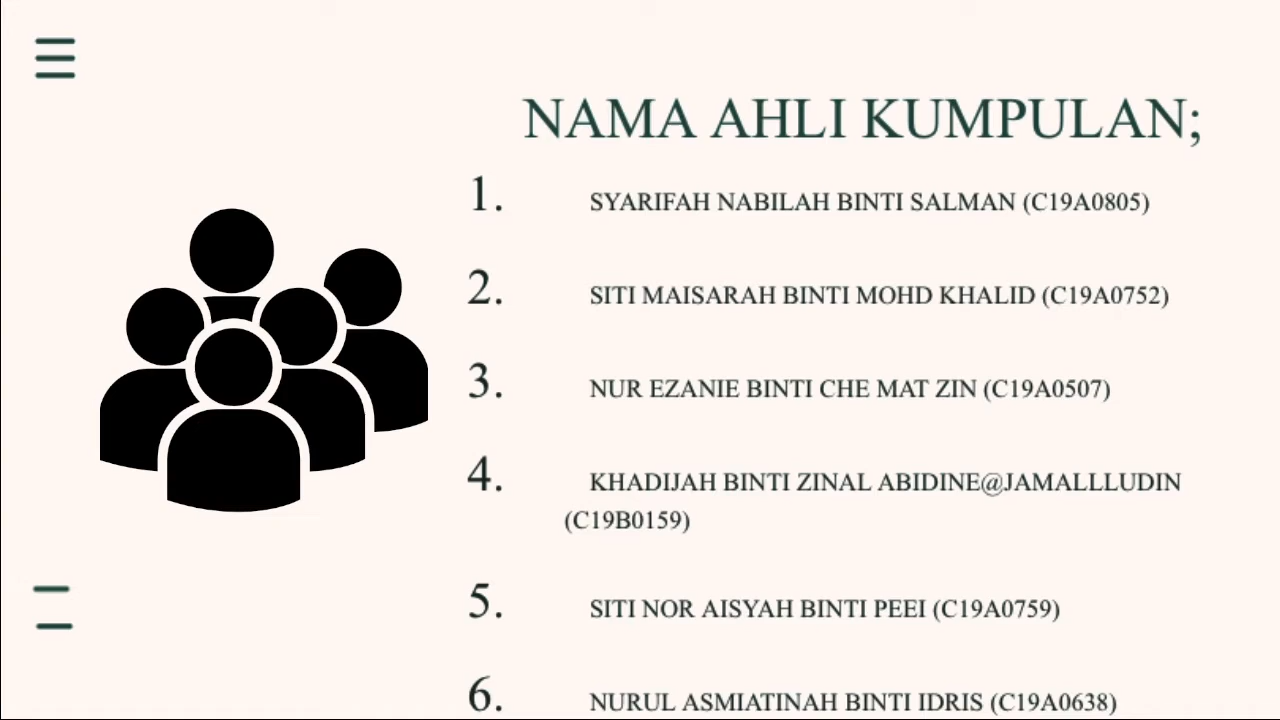 NAMA AHLI KUMPULAN;
1. SYARIFAH NABILAH BINTI SALMAN (C19A0805)
2. SITI MAISARAH BINTI MOHD KHALID (C19A0752)
3. NUR EZANIE BINTI CHE MAT ZIN (C19A0507)
4. KHADIJAH BINTI ZINAL ABIDINE@JAMALLLUDIN
(C19B0159)
5. SITI NOR AISYAH BINTI PEEI (C19A0759)
6. NURUL ASMIATINAH BINTI IDRIS (C19A0638)